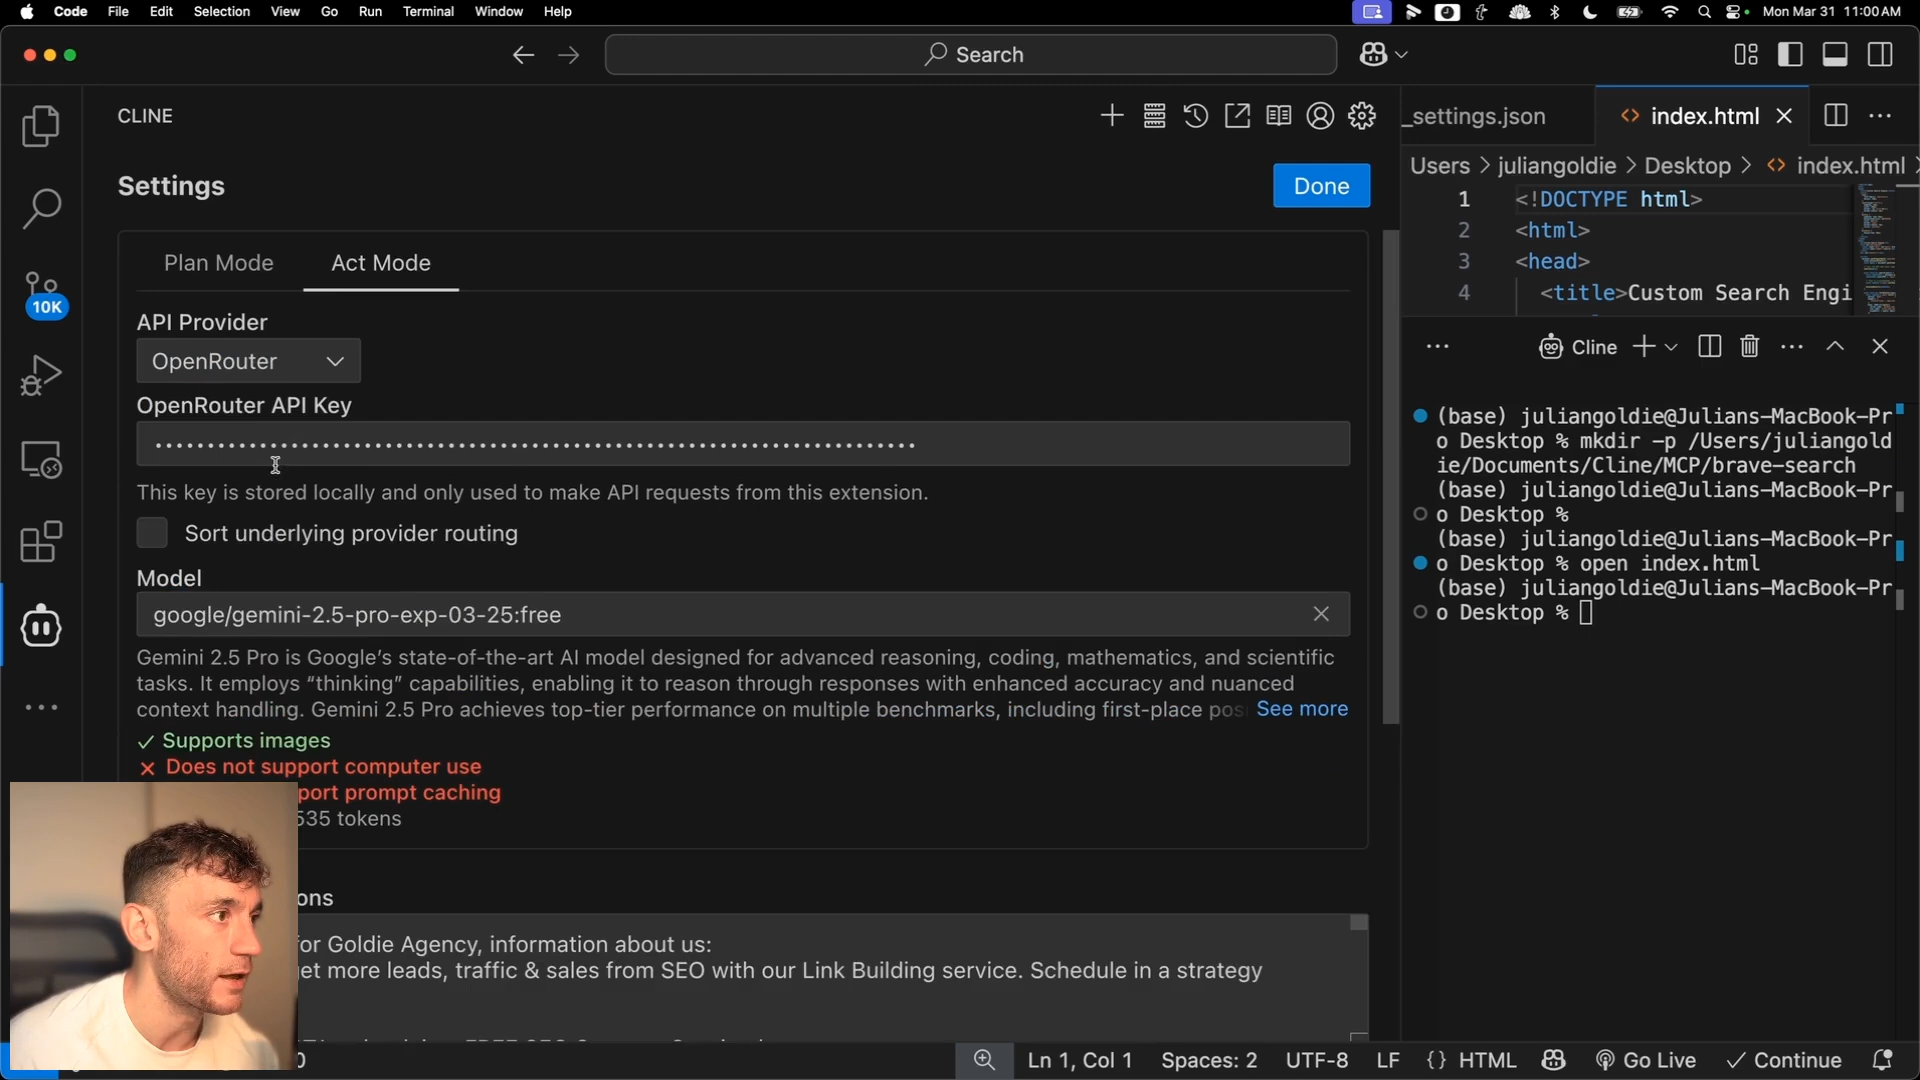 Code File Edit Selection View Go Run Terminal Window Help
Mon Mar 31 11:00 AM
Search
CLINE
Settings
Done
Plan Mode Act Mode
API Provider
OpenRouter
OpenRouter API Key
This key is stored locally and only used to make API requests from this extension.
Sort underlying provider routing
Model
google/gemini-2.5-pro-exp-03-25:free
Gemini 2.5 Pro is Google's state-of-the-art AI model designed for advanced reasoning, coding, mathematics, and scientific
tasks. It employs “thinking” capabilities, enabling it to reason through responses with enhanced accuracy and nuanced
context handling. Gemini 2.5 Pro achieves top-tier performance on multiple benchmarks, including first-place See more
✓ Supports images
✕ Does not support computer use
port prompt caching
535 tokens
ons
for Goldie Agency, information about us:
get more leads, traffic & sales from SEO with our Link Building service. Schedule in a strategy
10K
_settings.json
<> index.html
Users > juliangoldie > Desktop > <> index.html
1 <!DOCTYPE html>
2 <html>
3 <head>
4 <title>Custom Search Engi
Cline
(base) juliangoldie@Julians-MacBook-Pr
o Desktop % mkdir -p /Users/juliangold
ie/Documents/Cline/MCP/brave-search
(base) juliangoldie@Julians-MacBook-Pr
o Desktop %
(base) juliangoldie@Julians-MacBook-Pr
o Desktop % open index.html
(base) juliangoldie@Julians-MacBook-Pr
o Desktop %
Ln 1, Col 1 Spaces: 2 UTF-8 LF {} HTML Go Live ✓ Continue